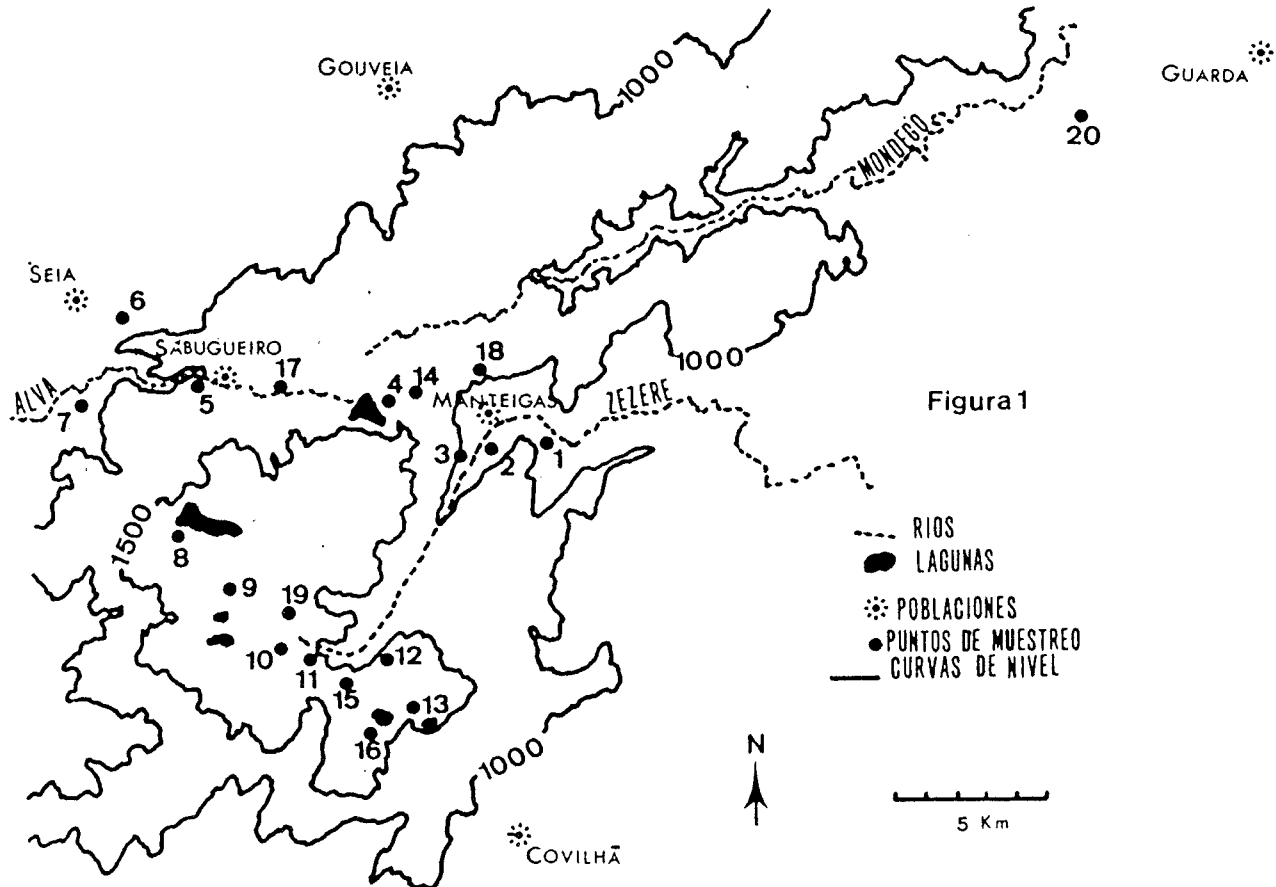 GOUVEIA
1000
GUARDA
20
MONDEGO
SEIA
6
SABUGUEIRO
17
18
1000
ALVA
7
5
4
14
MANTEIGAS
ZEZERE
Figura 1
3
2
1
1500
8
RIOS
LAGUNAS
9
19
POBLACIONES
PUNTOS DE MUESTREO
CURVAS DE NIVEL
10
11
12
15
13
16
1000
N
5 Km
COVILHÃ